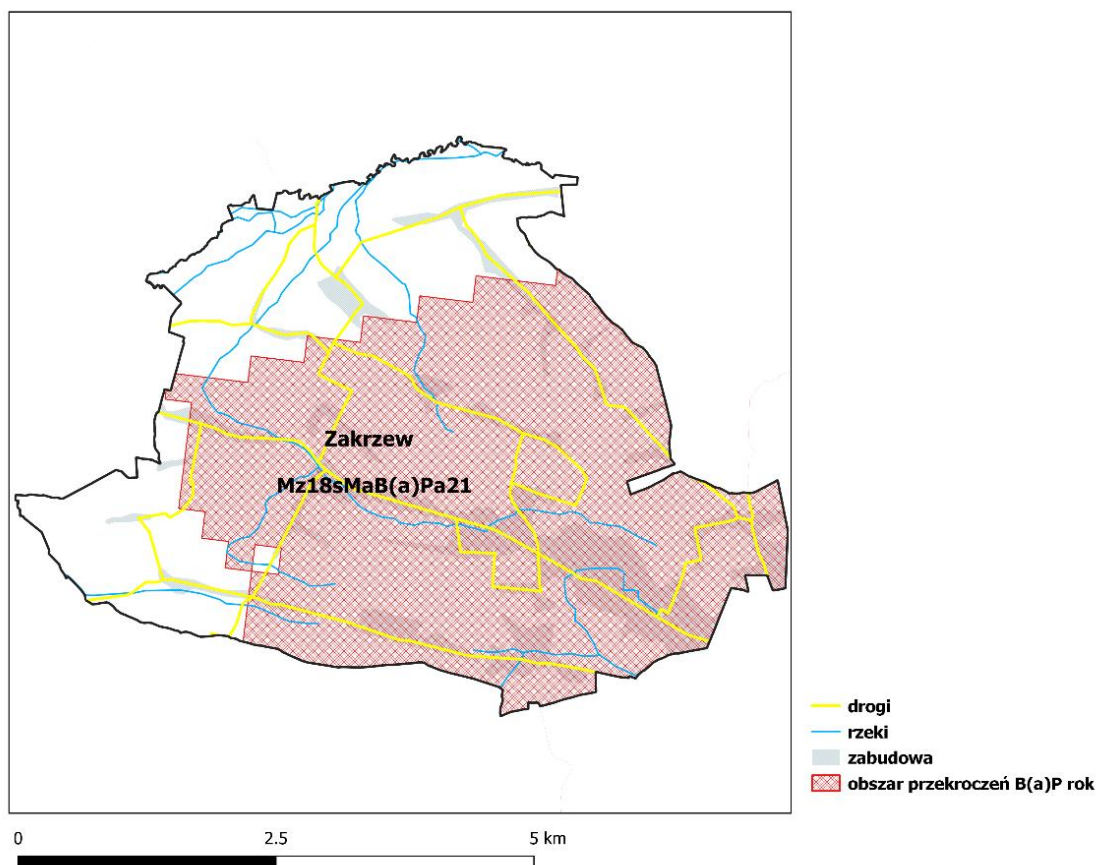 Zakrzew
Mz18sMaB(a)Pa21
drogi
rzeki
zabudowa
obszar przekroczeń B(a)P rok
0 2.5 5 km